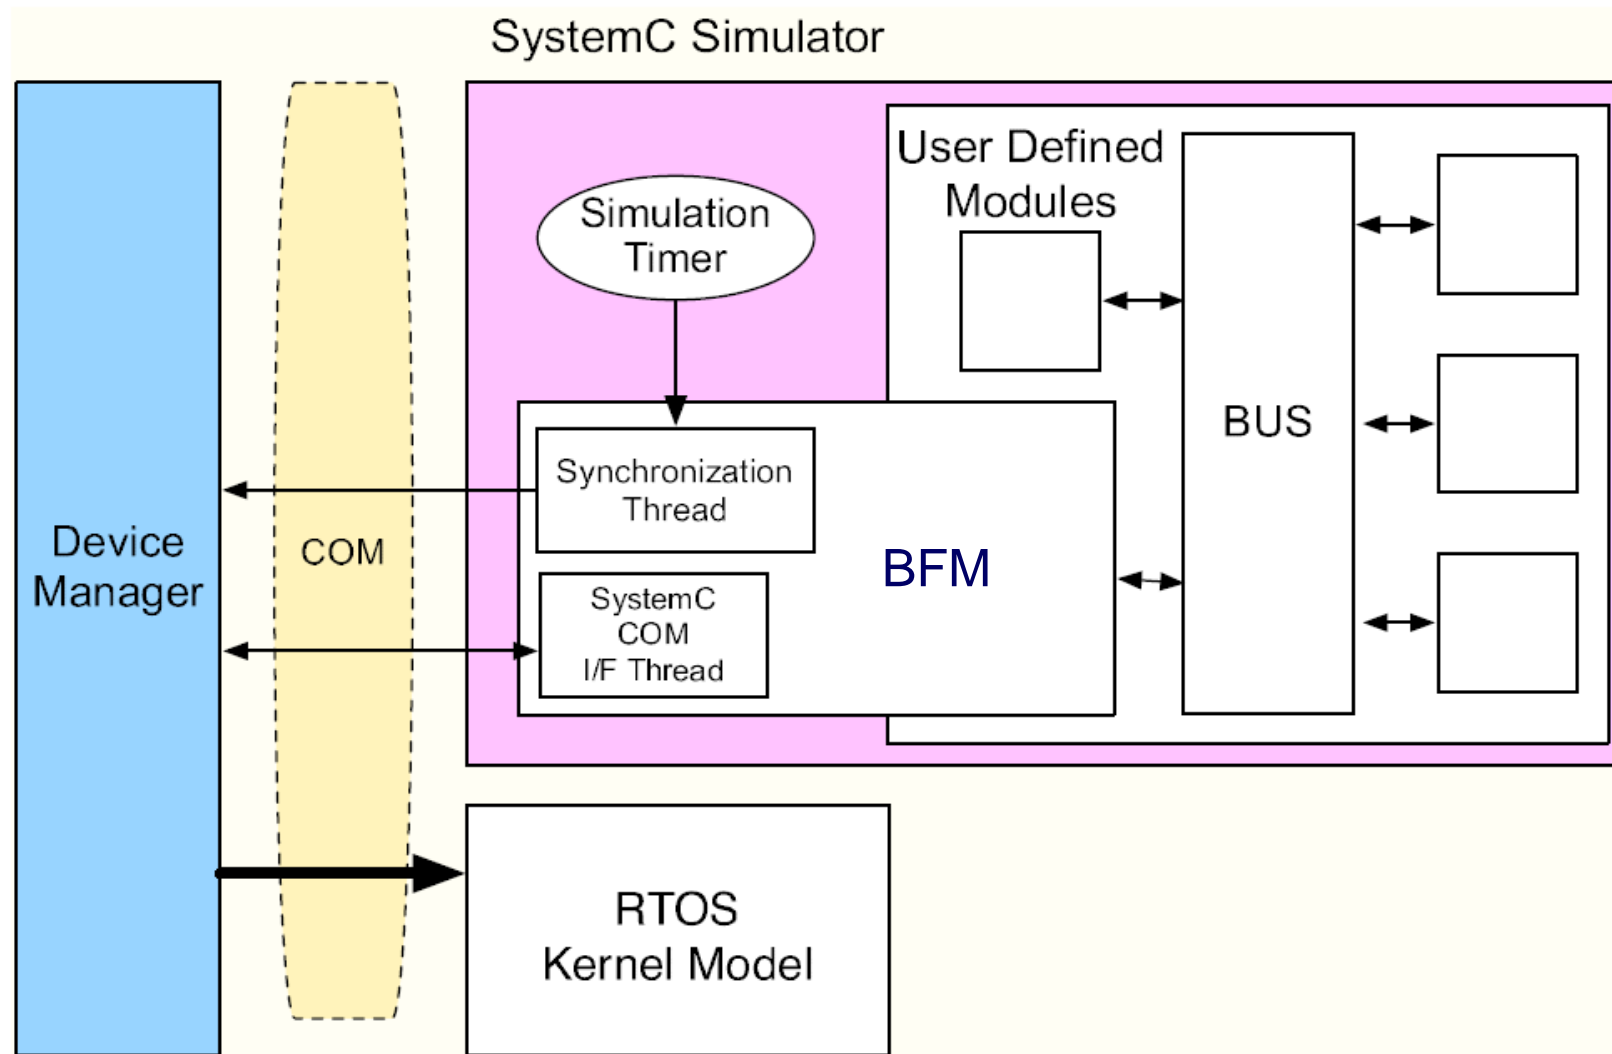 SystemC Simulator
User Defined
Modules
Simulation
Timer
BUS
Synchronization
Thread
Device
Manager
COM
BFM
SystemC
COM
I/F Thread
RTOS
Kernel Model